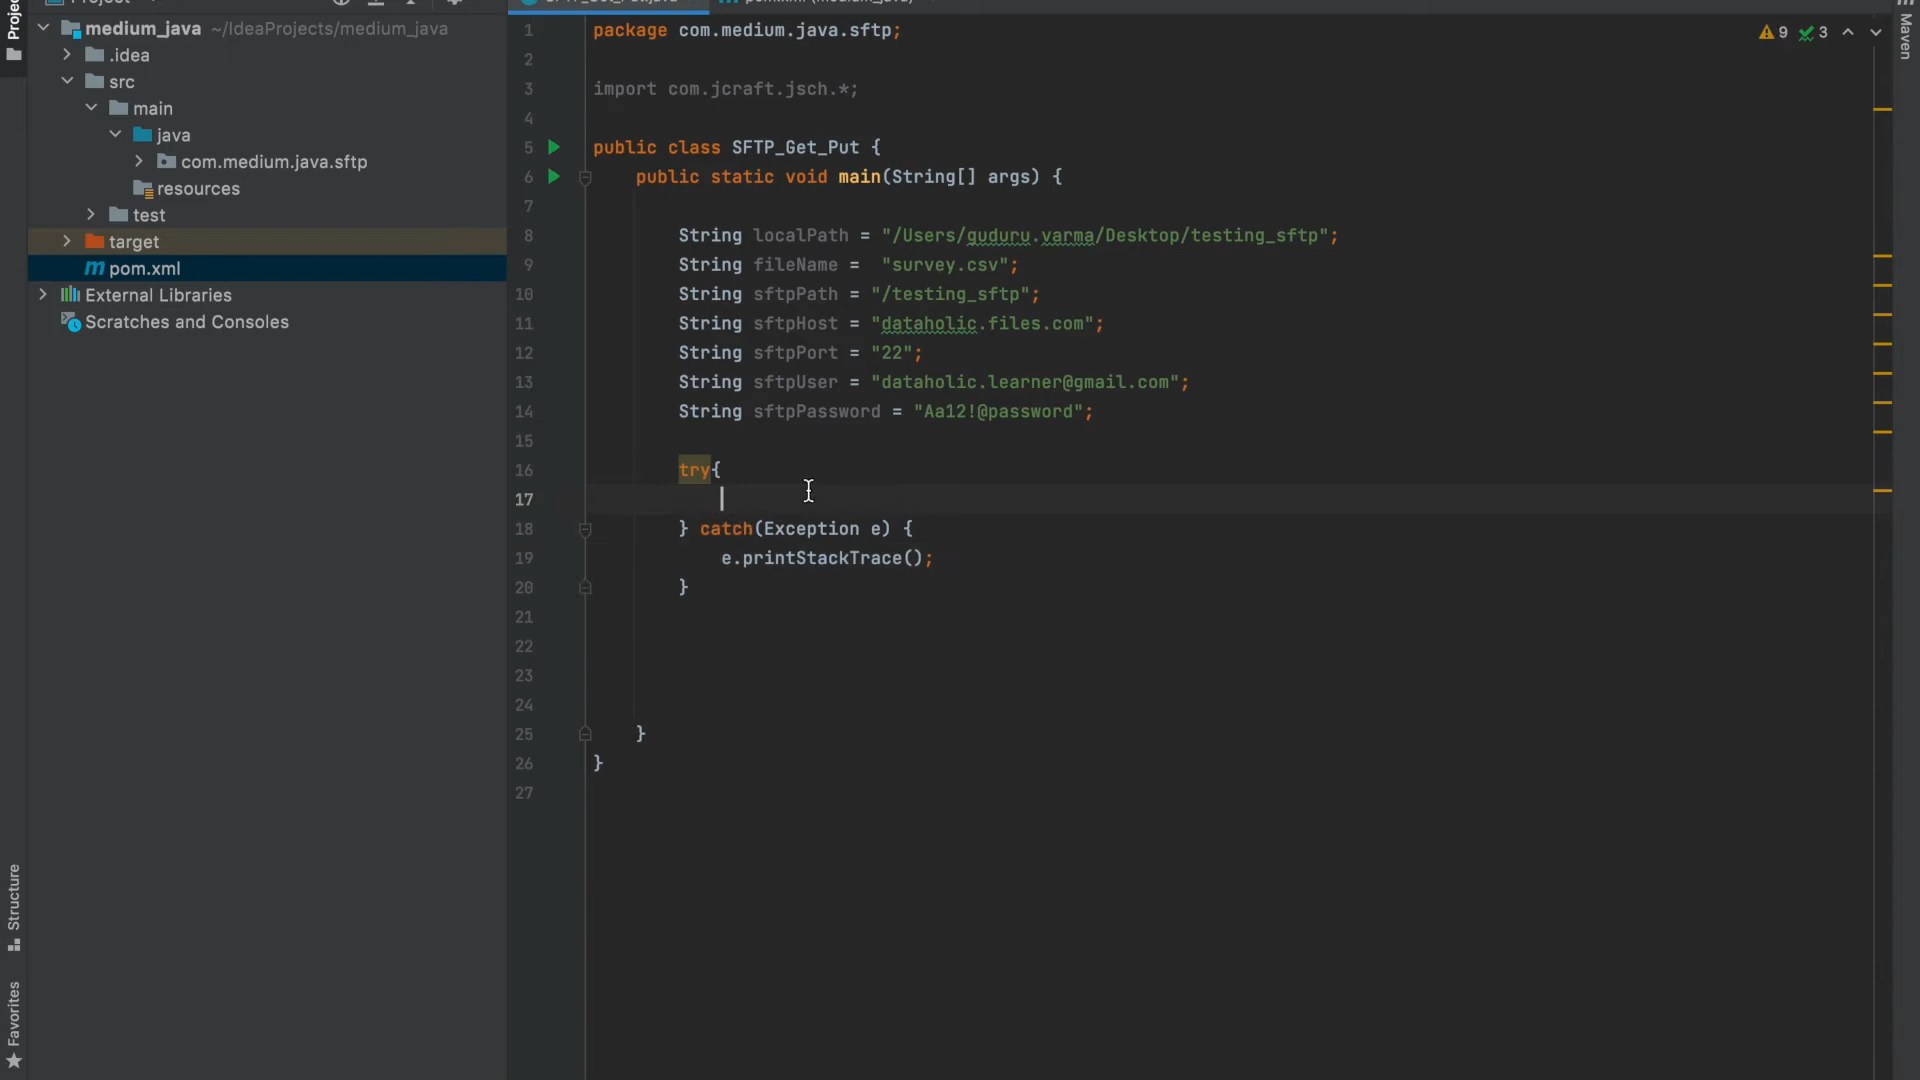 Project
medium_java ~/IdeaProjects/medium_java
.idea
src
main
java
com.medium.java.sftp
resources
test
target
pom.xml
External Libraries
Scratches and Consoles
Structure
Favorites
Maven
9 3
1 package com.medium.java.sftp;
2
3 import com.jcraft.jsch.*;
4
5 public class SFTP_Get_Put {
6 public static void main(String[] args) {
7
8 String localPath = "/Users/guduru.varma/Desktop/testing_sftp";
9 String fileName =  "survey.csv";
10 String sftpPath = "/testing_sftp";
11 String sftpHost = "dataholic.files.com";
12 String sftpPort = "22";
13 String sftpUser = "dataholic.learner@gmail.com";
14 String sftpPassword = "Aa12!@password";
15
16 try{
17
18 } catch(Exception e) {
19 e.printStackTrace();
20 }
21
22
23
24
25 }
26 }
27